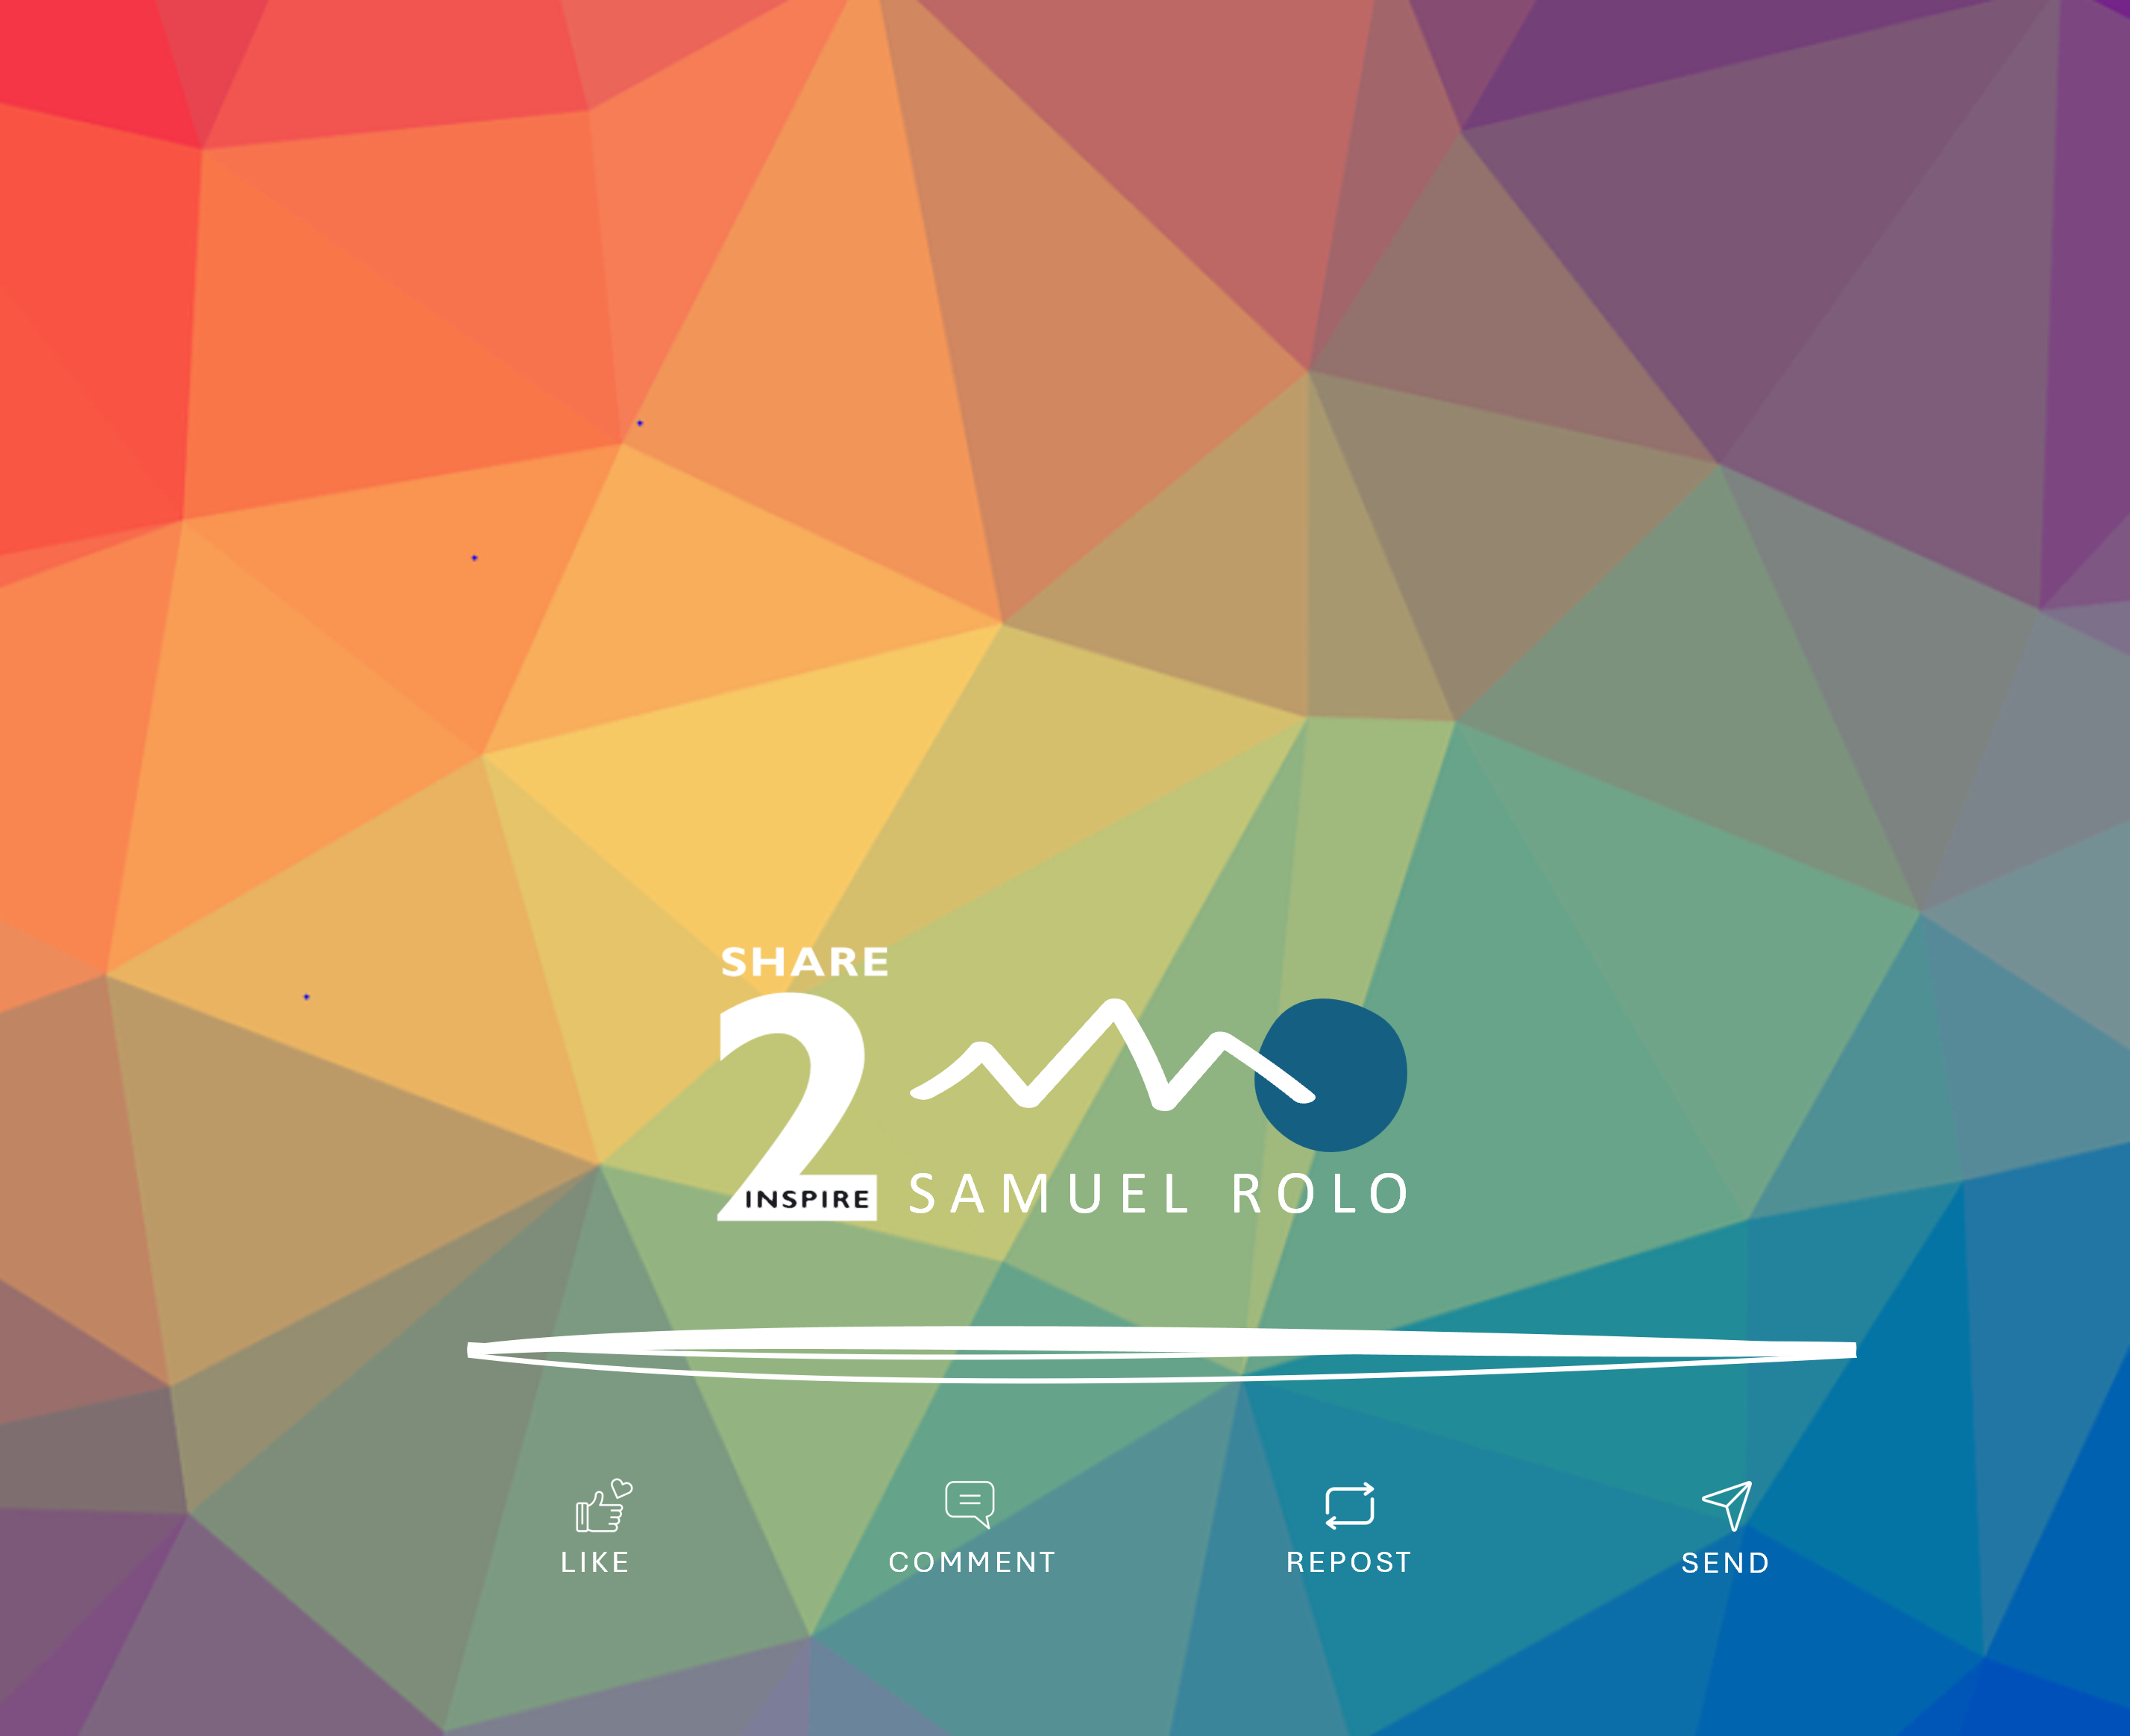 SHARE
2
INSPIRE
SAMUEL ROLO
LIKE
COMMENT
REPOST
SEND